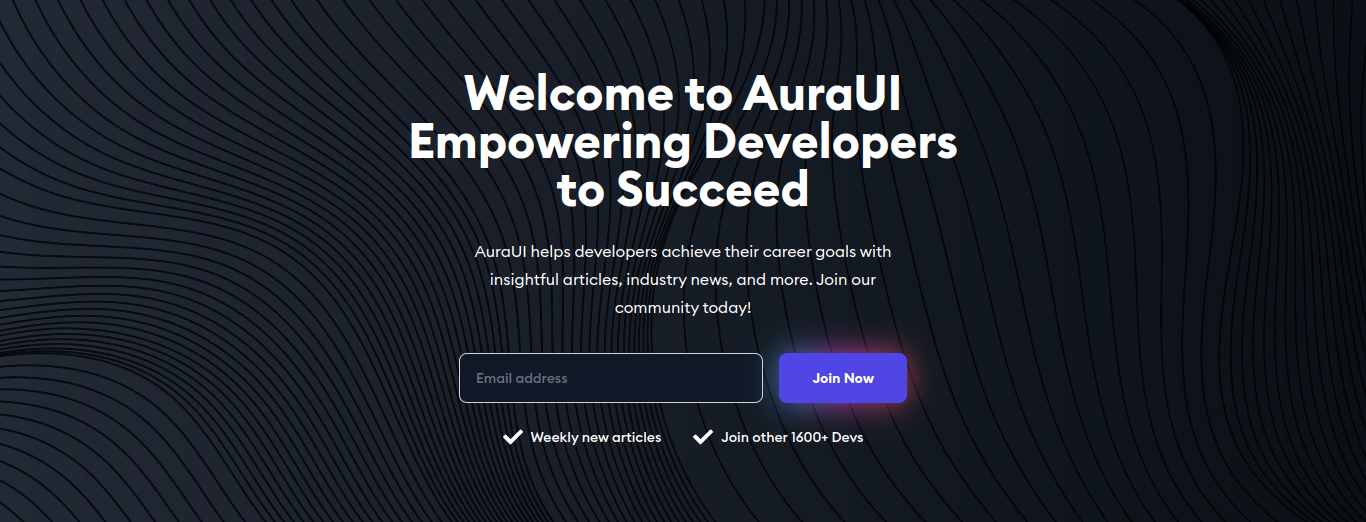 Welcome to AuraUI
Empowering Developers
to Succeed
AuraUI helps developers achieve their career goals with
insightful articles, industry news, and more. Join our
community today!
Email address
Join Now
Weekly new articles
Join other 1600+ Devs